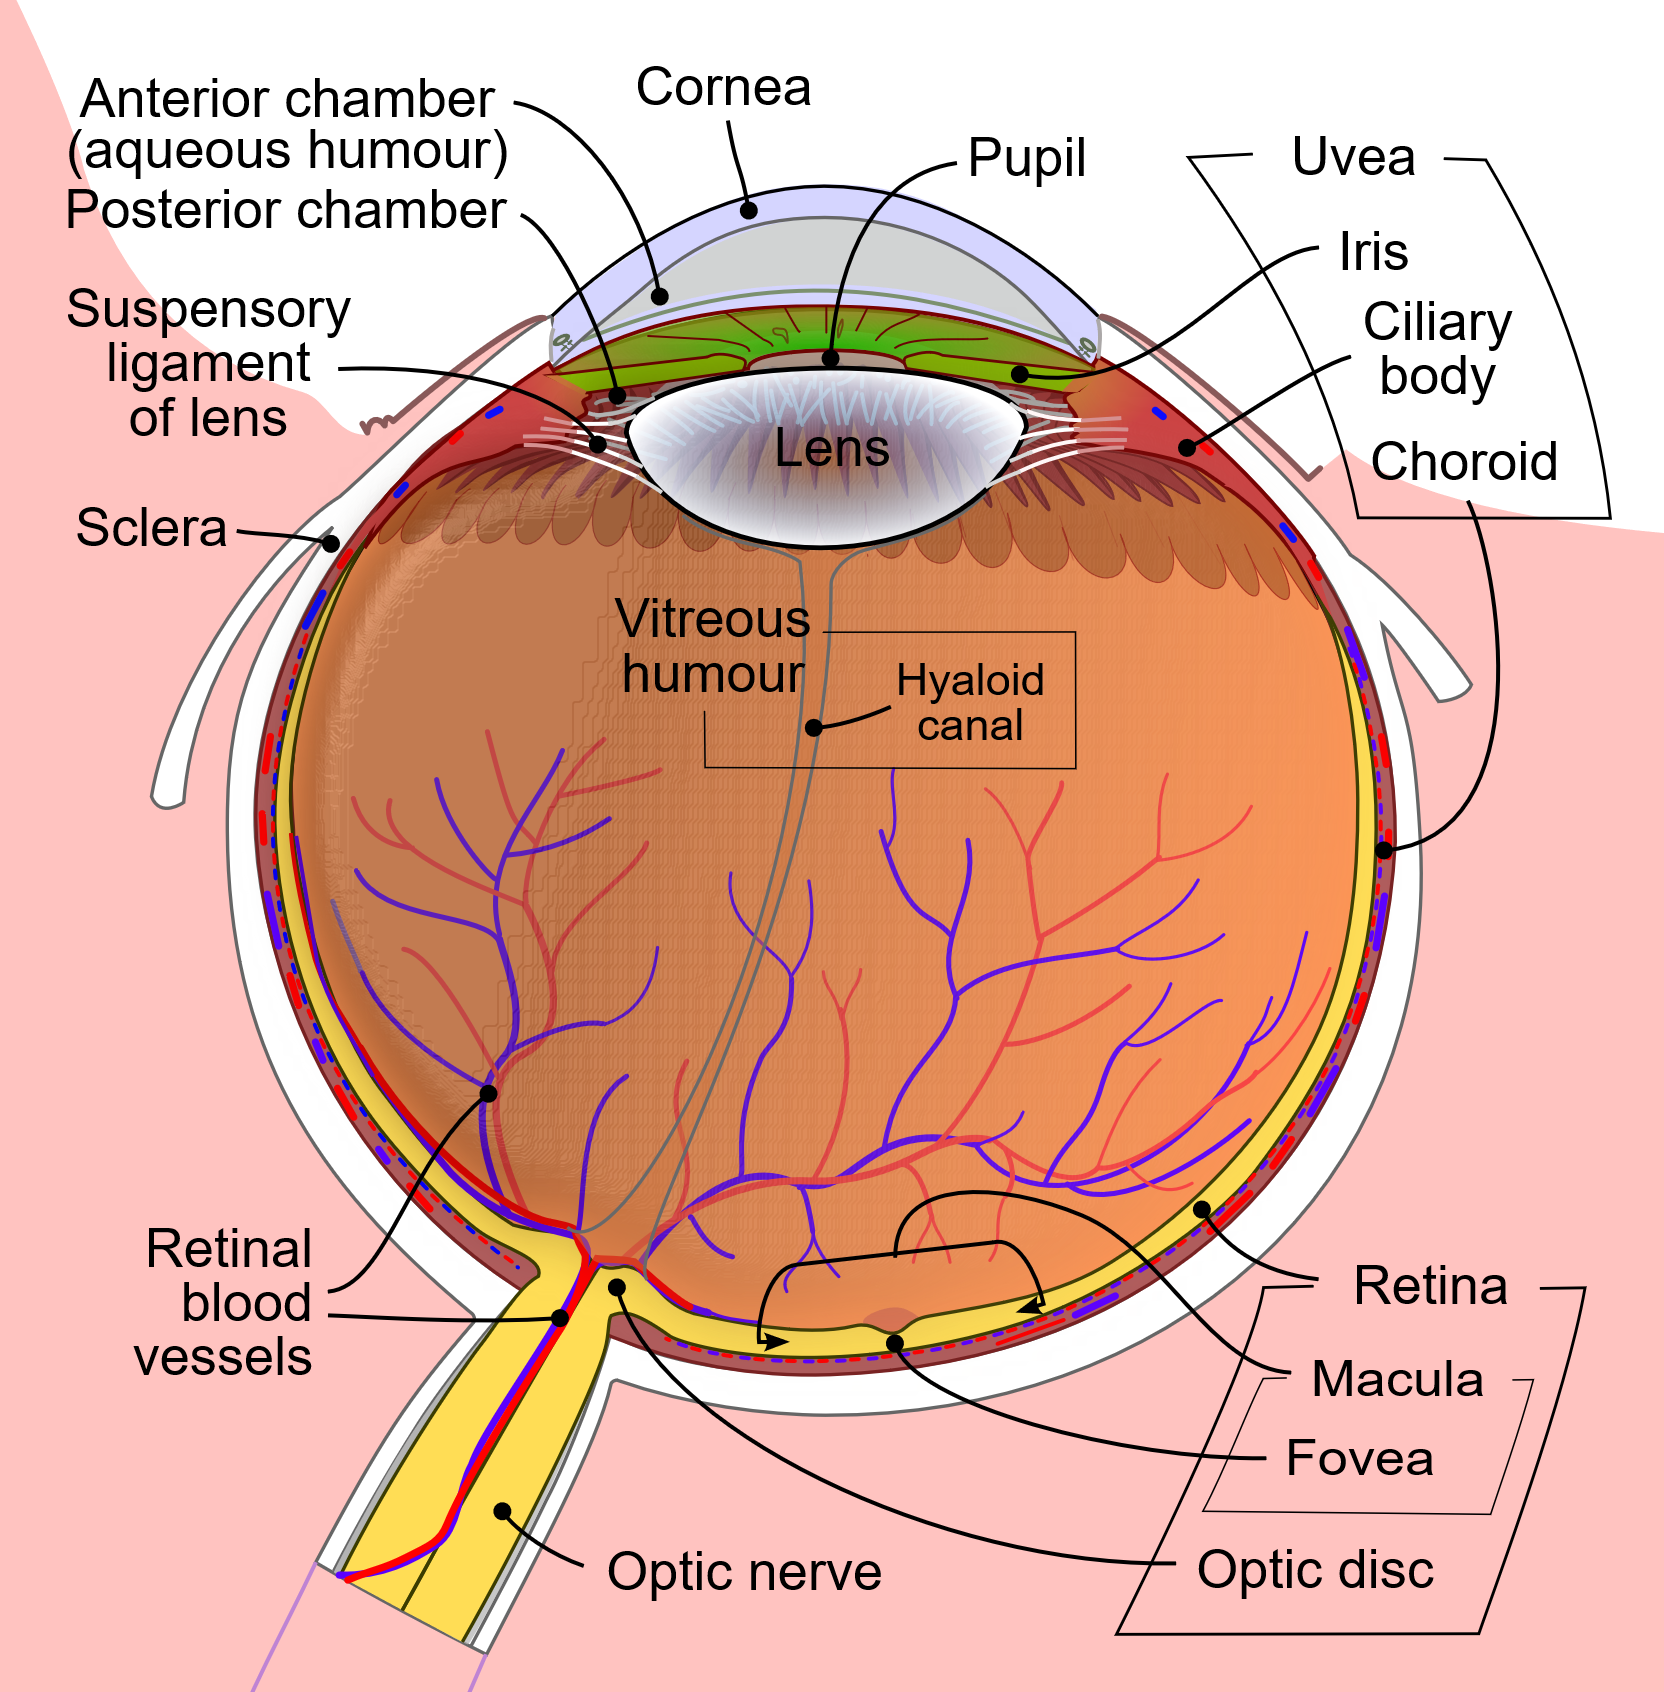 Anterior chamber
(aqueous humour)
Posterior chamber
Suspensory
ligament
of lens
Sclera
Cornea
Pupil
Uvea
Iris
Ciliary
body
Choroid
Lens
Vitreous
humour
Hyaloid
canal
Retinal
blood
vessels
Optic nerve
Retina
Macula
Fovea
Optic disc